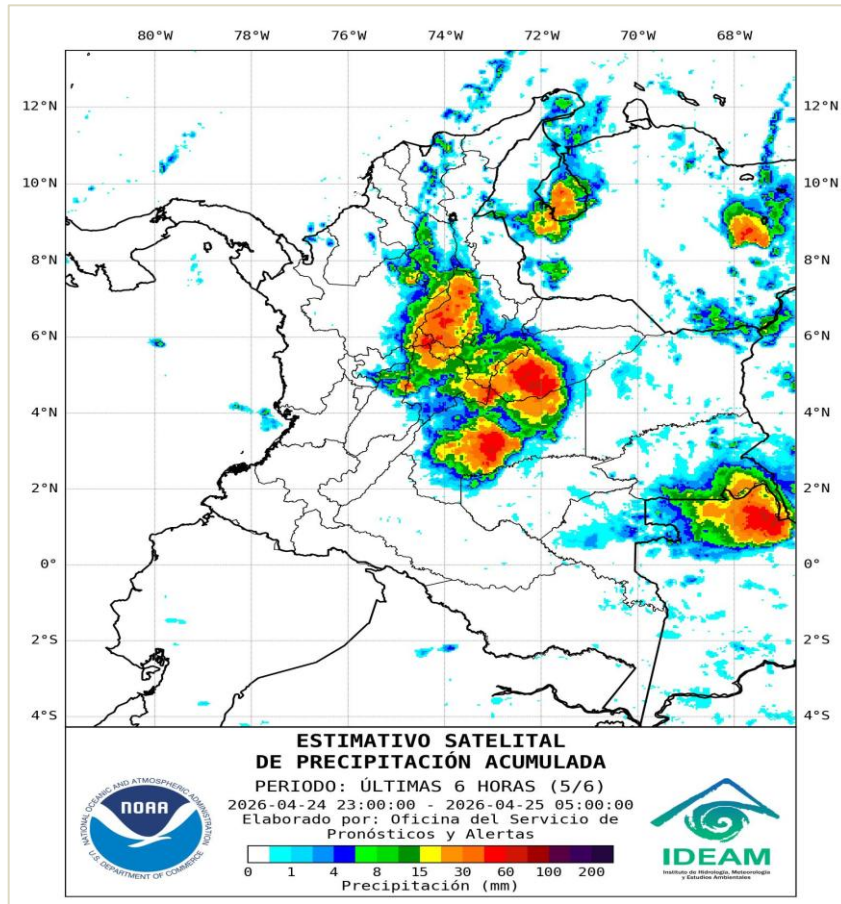 80°W 78°W 76°W 74°W 72°W 70°W 68°W
12°N 12°N
10°N 10°N
8°N 8°N
6°N 6°N
4°N 4°N
2°N 2°N
0° 0°
2°S 2°S
4°S 4°S
ESTIMATIVO SATELITAL
DE PRECIPITACIÓN ACUMULADA
PERIODO: ÚLTIMAS 6 HORAS (5/6)
2026-04-24 23:00:00 - 2026-04-25 05:00:00
Elaborado por: Oficina del Servicio de
Pronósticos y Alertas
0 1 4 8 15 30 60 100 200
Precipitación (mm)
NATIONAL OCEANIC AND ATMOSPHERIC ADMINISTRATION
NOAA
U.S. DEPARTMENT OF COMMERCE
IDEAM
Instituto de Hidrología, Meteorología
y Estudios Ambientales